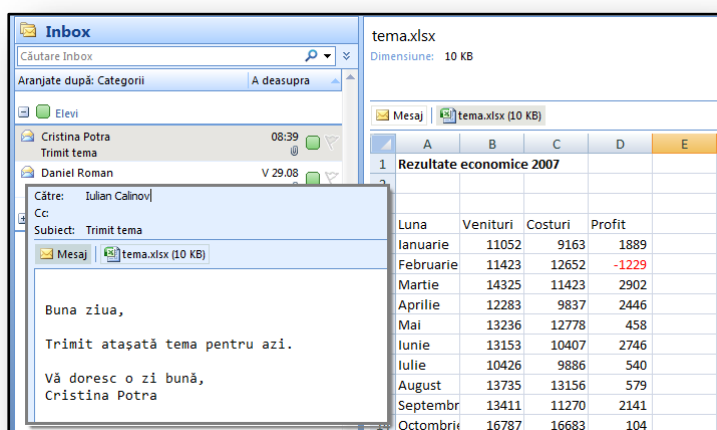 Inbox
Căutare Inbox
Aranjate după: Categorii A deasupra
Elevi
Cristina Potra 08:39
Trimit tema
Daniel Roman V 29.08
Către: Iulian Calinov
Cc:
Subiect: Trimit tema
Mesaj tema.xlsx (10 KB)
Buna ziua,
Trimit atașată tema pentru azi.
Vă doresc o zi bună,
Cristina Potra
tema.xlsx
Dimensiune: 10 KB
Mesaj tema.xlsx (10 KB)
A B C D E
1 Rezultate economice 2007
Luna Venituri Costuri Profit
Ianuarie 11052 9163 1889
Februarie 11423 12652 -1229
Martie 14325 11423 2902
Aprilie 12283 9837 2446
Mai 13236 12778 458
Iunie 13153 10407 2746
Iulie 10426 9886 540
August 13735 13156 579
Septembr 13411 11270 2141
Octombrie 16787 16683 104